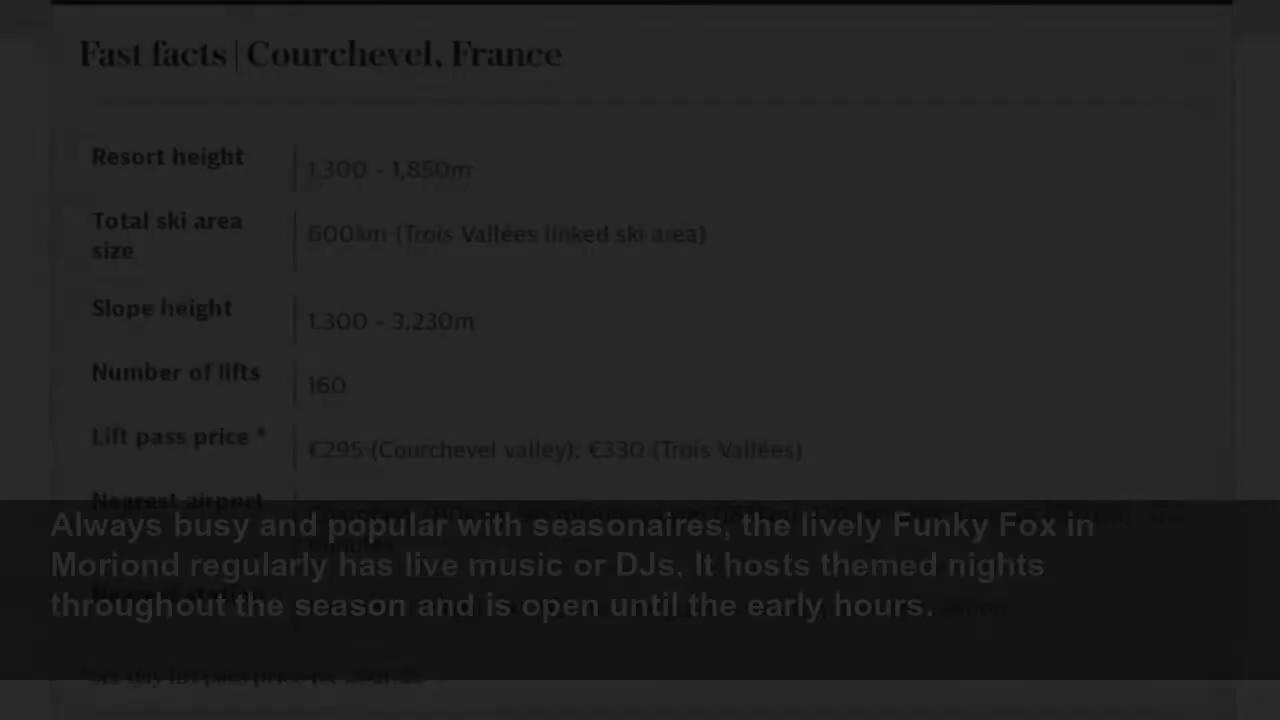 Fast facts | Courchevel, France
Resort height
1,300 - 1,850m
Total ski area
size
600km (Trois Vallées linked ski area)
Slope height
1,300 - 3,230m
Number of lifts
160
Lift pass price *
€295 (Courchevel valley); €330 (Trois Vallées)
Nearest airport
Always busy and popular with seasonaires, the lively Funky Fox in
Moriond regularly has live music or DJs. It hosts themed nights
throughout the season and is open until the early hours.